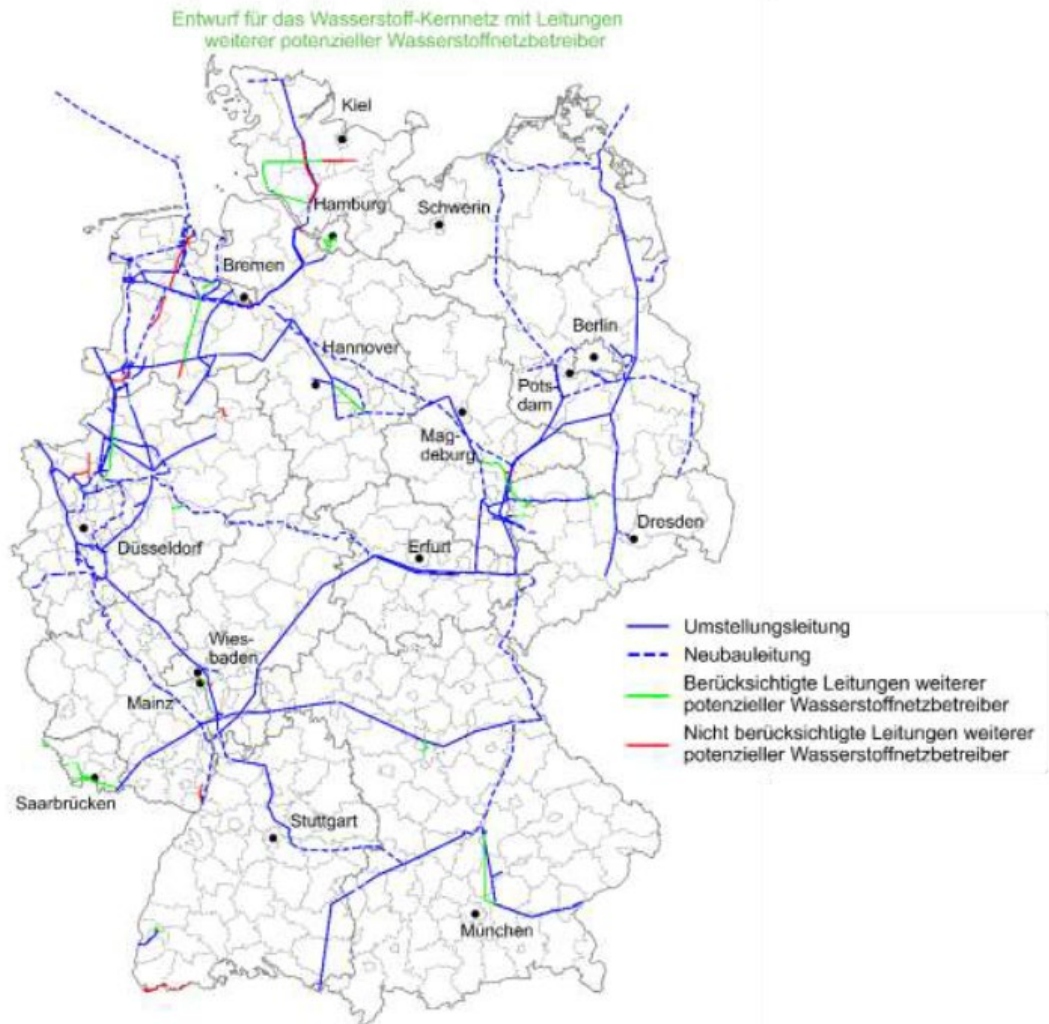 Entwurf für das Wasserstoff-Kernnetz mit Leitungen
weiterer potenzieller Wasserstoffnetzbetreiber
Kiel
Hamburg
Schwerin
Bremen
Berlin
Hannover
Pots-
dam
Mag-
deburg
Dresden
Düsseldorf
Erfurt
Wies-
baden
Mainz
Saarbrücken
Stuttgart
München
Umstellungsleitung
Neubauleitung
Berücksichtigte Leitungen weiterer
potenzieller Wasserstoffnetzbetreiber
Nicht berücksichtigte Leitungen weiterer
potenzieller Wasserstoffnetzbetreiber